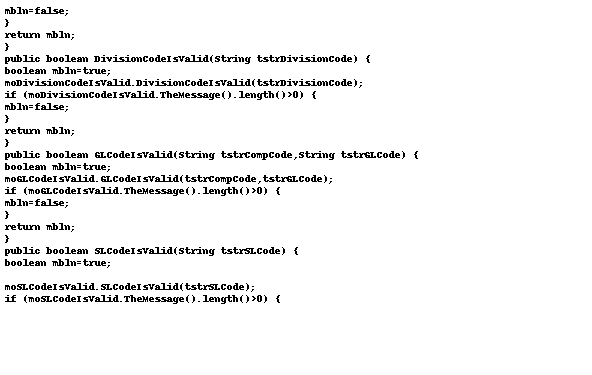 mbln=false;
}
return mbln;
}
public boolean DivisionCodeIsValid(String tstrDivisionCode) {
boolean mbln=true;
moDivisionCodeIsValid.DivisionCodeIsValid(tstrDivisionCode);
if (moDivisionCodeIsValid.TheMessage().length()>0) {
mbln=false;
}
return mbln;
}
public boolean GLCodeIsValid(String tstrCompCode,String tstrGLCode) {
boolean mbln=true;
moGLCodeIsValid.GLCodeIsValid(tstrCompCode,tstrGLCode);
if (moGLCodeIsValid.TheMessage().length()>0) {
mbln=false;
}
return mbln;
}
public boolean SLCodeIsValid(String tstrSLCode) {
boolean mbln=true;
moSLCodeIsValid.SLCodeIsValid(tstrSLCode);
if (moSLCodeIsValid.TheMessage().length()>0) {